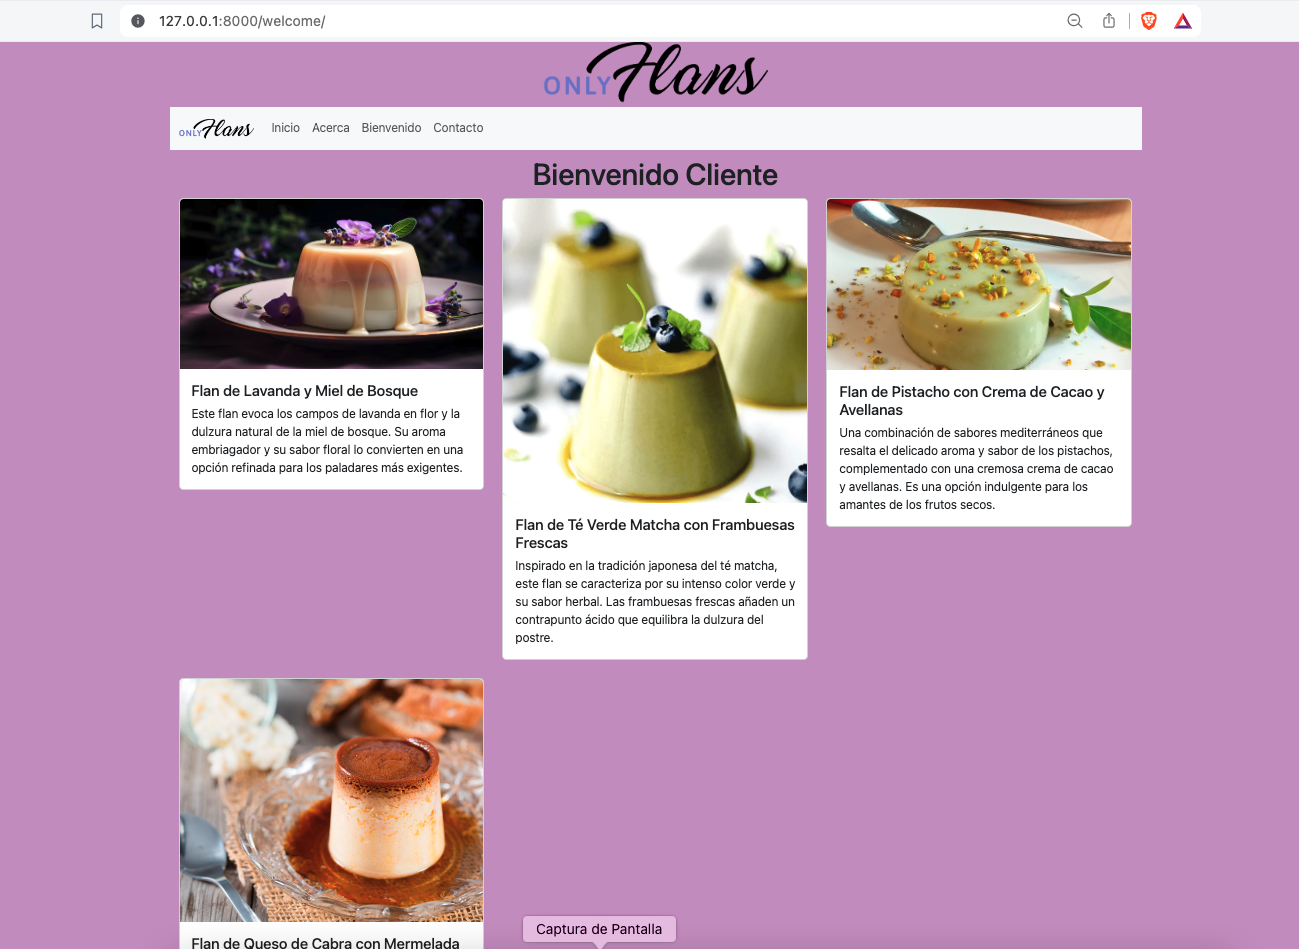 127.0.0.1:8000/welcome/
ONLY Flans
ONLY Flans Inicio Acerca Bienvenido Contacto
Bienvenido Cliente
Flan de Lavanda y Miel de Bosque
Este flan evoca los campos de lavanda en flor y la
dulzura natural de la miel de bosque. Su aroma
embriagador y su sabor floral lo convierten en una
opción refinada para los paladares más exigentes.
Flan de Té Verde Matcha con Frambuesas
Frescas
Inspirado en la tradición japonesa del té matcha,
este flan se caracteriza por su intenso color verde y
su sabor herbal. Las frambuesas frescas añaden un
contrapunto ácido que equilibra la dulzura del
postre.
Flan de Pistacho con Crema de Cacao y
Avellanas
Una combinación de sabores mediterráneos que
resalta el delicado aroma y sabor de los pistachos,
complementado con una cremosa crema de cacao
y avellanas. Es una opción indulgente para los
amantes de los frutos secos.
Flan de Queso de Cabra con Mermelada
Captura de Pantalla